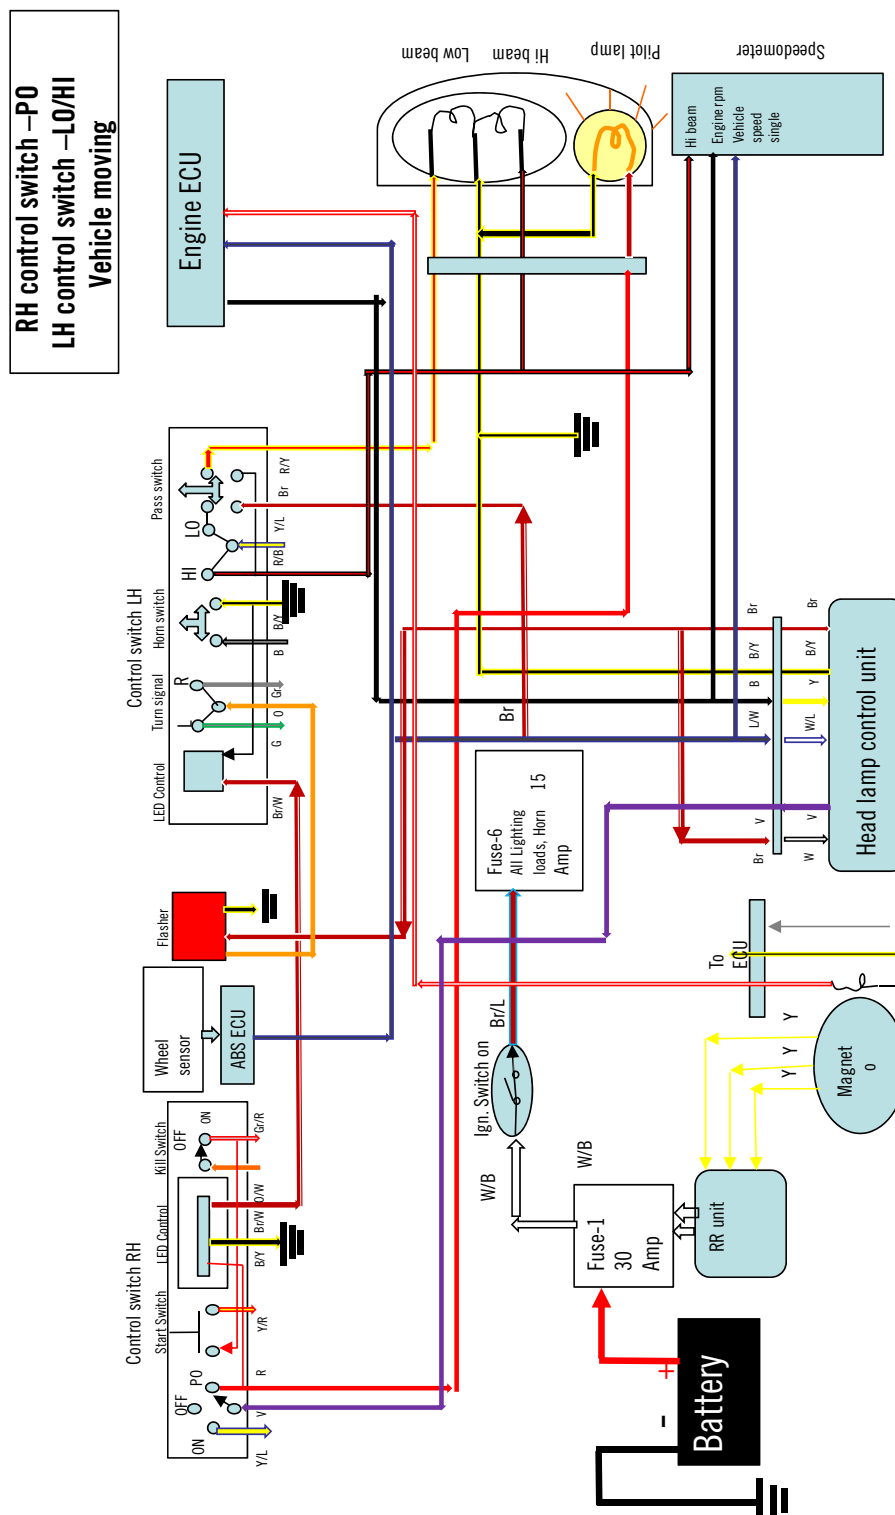 RH control switch –PO
LH control switch –LO/HI
Vehicle moving
Engine ECU
Low beam
Hi beam
Pilot lamp
Speedometer
Hi beam
Engine rpm
Vehicle
speed
single
Control switch LH
LED Control
Turn signal
Horn switch
Pass switch
L
R
HI
LO
Br/W
G
O
Gr
B
B/Y
R/B
Y/L
Br
R/Y
Flasher
Wheel
sensor
ABS ECU
Control switch RH
Start Switch
LED Control
Kill Switch
ON
OFF
PO
OFF
ON
Y/L
V
R
Y/R
B/Y
Br/W
O/W
Gr/R
Br
Fuse-6
All Lighting
loads, Horn 15
Amp
Ign. Switch on
Br/L
W/B
W/B
Fuse-1
30
Amp
Battery
-
+
RR unit
Magnet
o
Y
Y
Y
To
ECU
Br
V
L/W
B
B/Y
Br
W
V
W/L
Y
B/Y
Br
Head lamp control unit